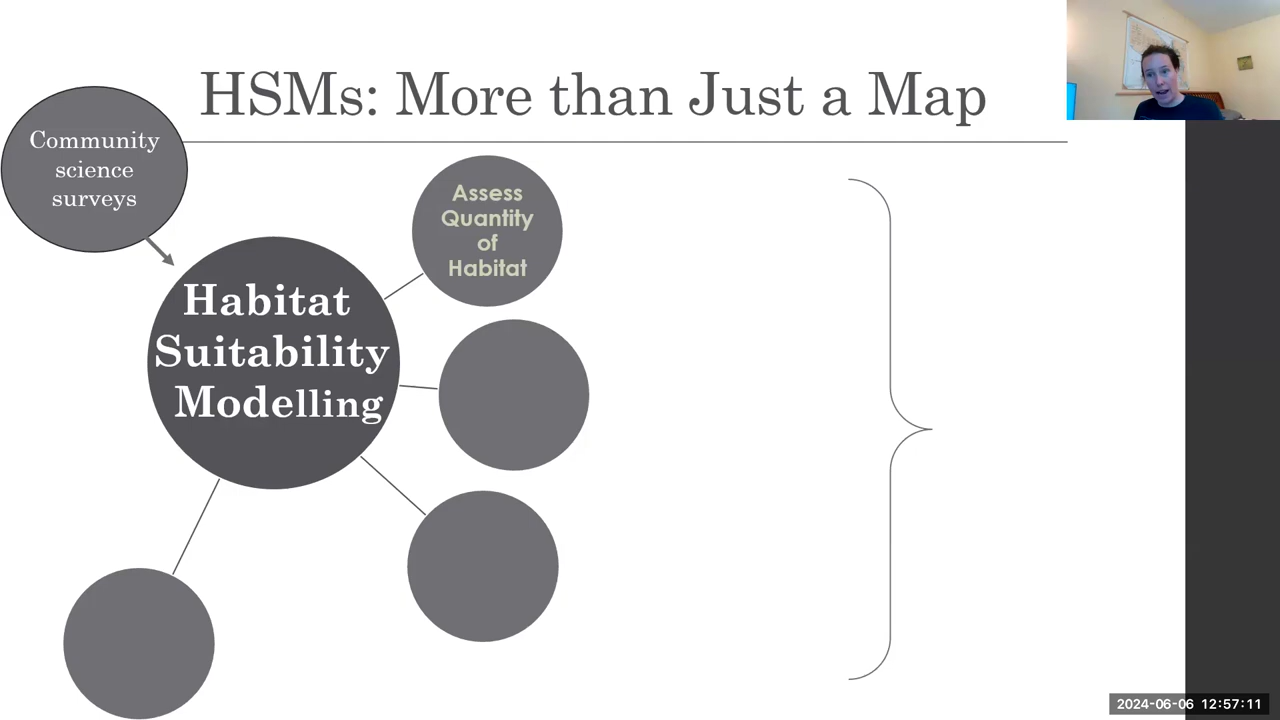 HSMs: More than Just a Map
Community
science
surveys
Assess
Quantity
of
Habitat
Habitat
Suitability
Modelling
2024-06-06 12:57:11